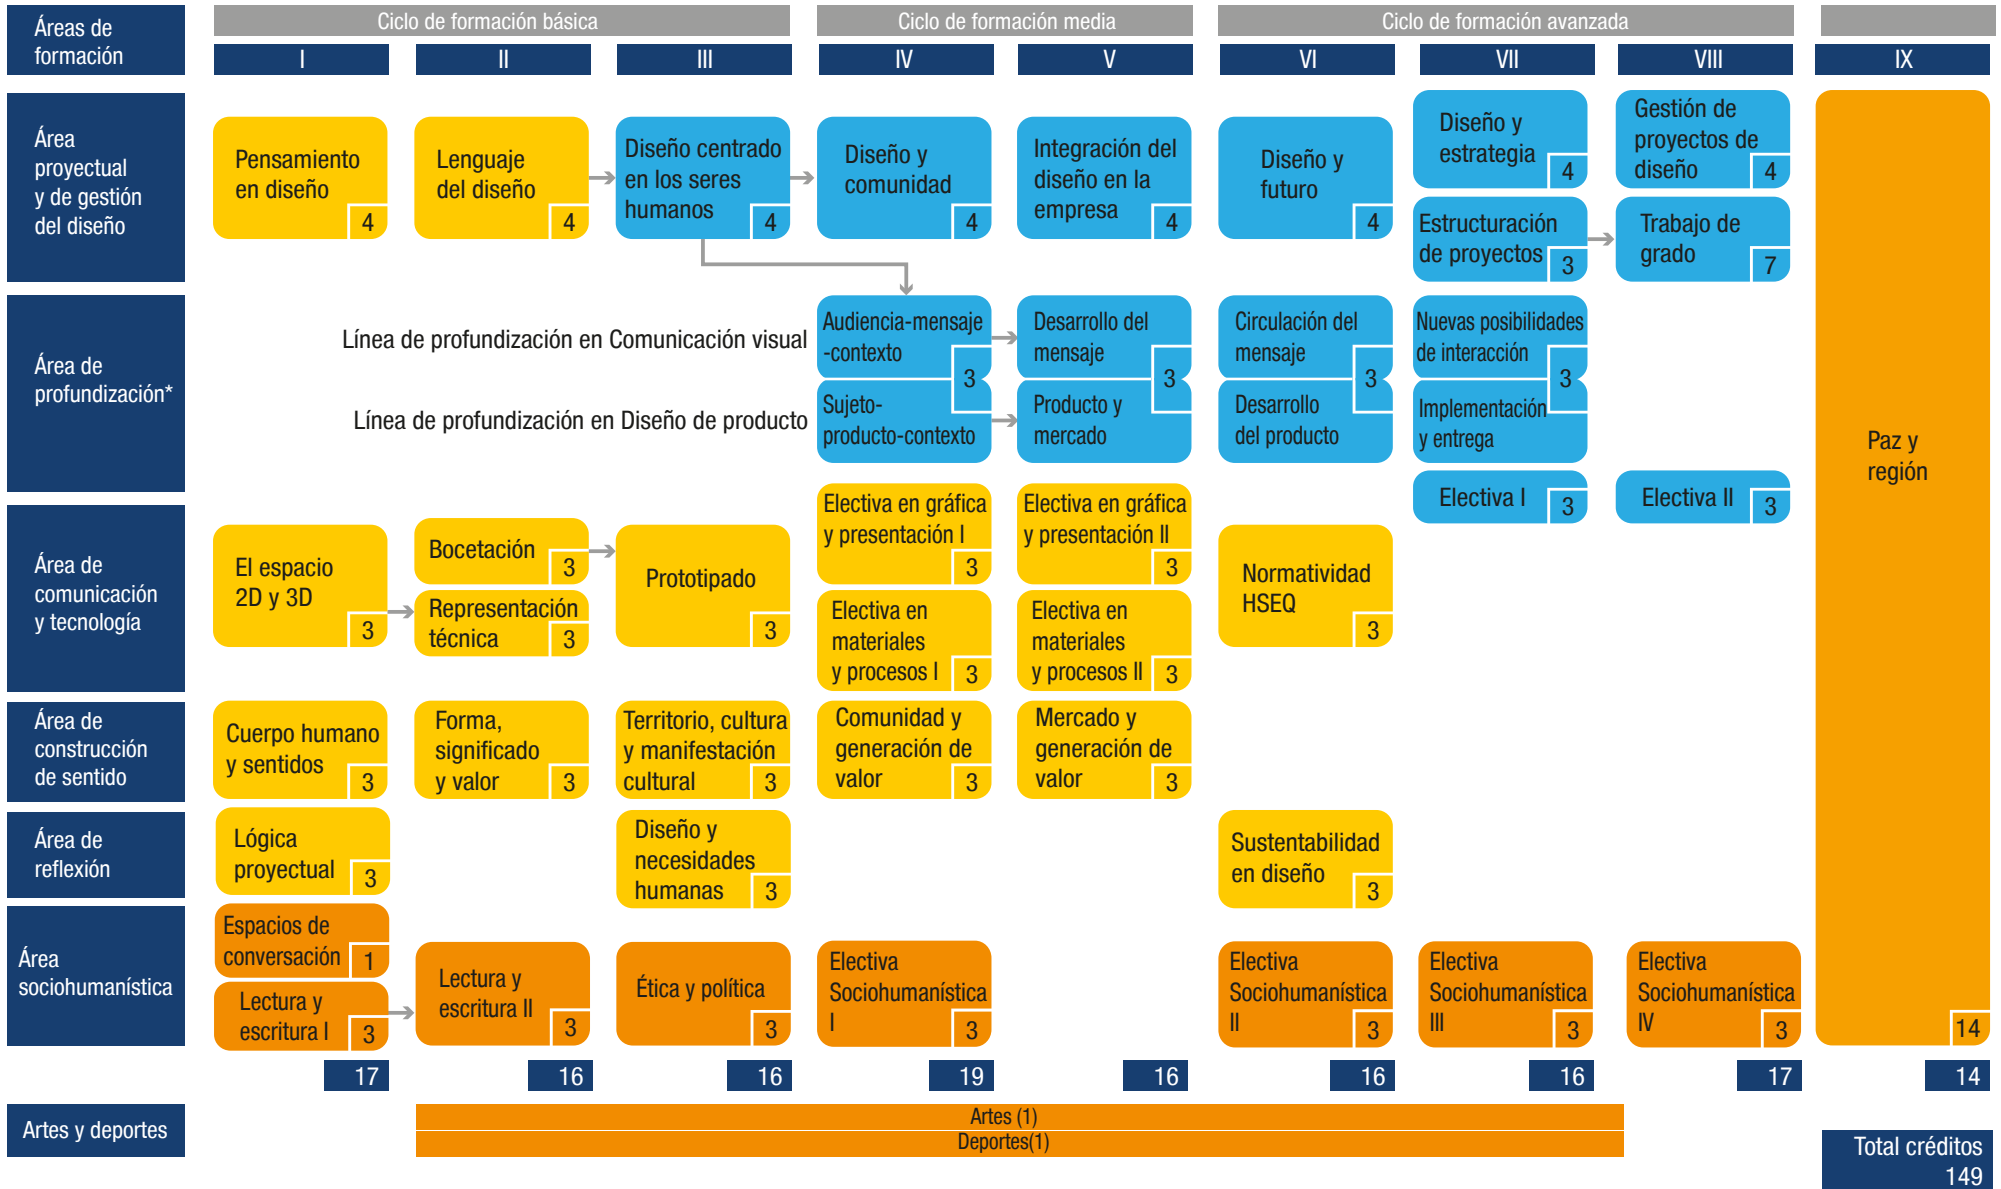 Áreas de
formación
Ciclo de formación básica
Ciclo de formación media
Ciclo de formación avanzada
I
II
III
IV
V
VI
VII
VIII
IX
Área
proyectual
y de gestión
del diseño
Pensamiento
en diseño
4
Lenguaje
del diseño
4
Diseño centrado
en los seres
humanos
4
Diseño y
comunidad
4
Integración del
diseño en la
empresa
4
Diseño y
futuro
4
Diseño y
estrategia
4
Gestión de
proyectos de
diseño
4
Estructuración
de proyectos
3
Trabajo de
grado
7
Área de
profundización*
Línea de profundización en Comunicación visual
Audiencia-mensaje
-contexto
3
Desarrollo del
mensaje
3
Circulación del
mensaje
3
Nuevas posibilidades
de interacción
3
Línea de profundización en Diseño de producto
Sujeto-
producto-contexto
Producto y
mercado
Desarrollo
del producto
Implementación
y entrega
Electiva I
3
Electiva II
3
Paz y
región
14
Área de
comunicación
y tecnología
El espacio
2D y 3D
3
Bocetación
3
Representación
técnica
3
Prototipado
3
Electiva en gráfica
y presentación I
3
Electiva en gráfica
y presentación II
3
Electiva en
materiales
y procesos I
3
Electiva en
materiales
y procesos II
3
Normatividad
HSEQ
3
Área de
construcción
de sentido
Cuerpo humano
y sentidos
3
Forma,
significado
y valor
3
Territorio, cultura
y manifestación
cultural
3
Comunidad y
generación de
valor
3
Mercado y
generación de
valor
3
Área de
reflexión
Lógica
proyectual
3
Diseño y
necesidades
humanas
3
Sustentabilidad
en diseño
3
Área
sociohumanística
Espacios de
conversación
1
Lectura y
escritura I
3
Lectura y
escritura II
3
Ética y política
3
Electiva
Sociohumanística
I
3
Electiva
Sociohumanística
II
3
Electiva
Sociohumanística
III
3
Electiva
Sociohumanística
IV
3
17
16
16
19
16
16
16
17
14
Artes y deportes
Artes (1)
Deportes(1)
Total créditos
149